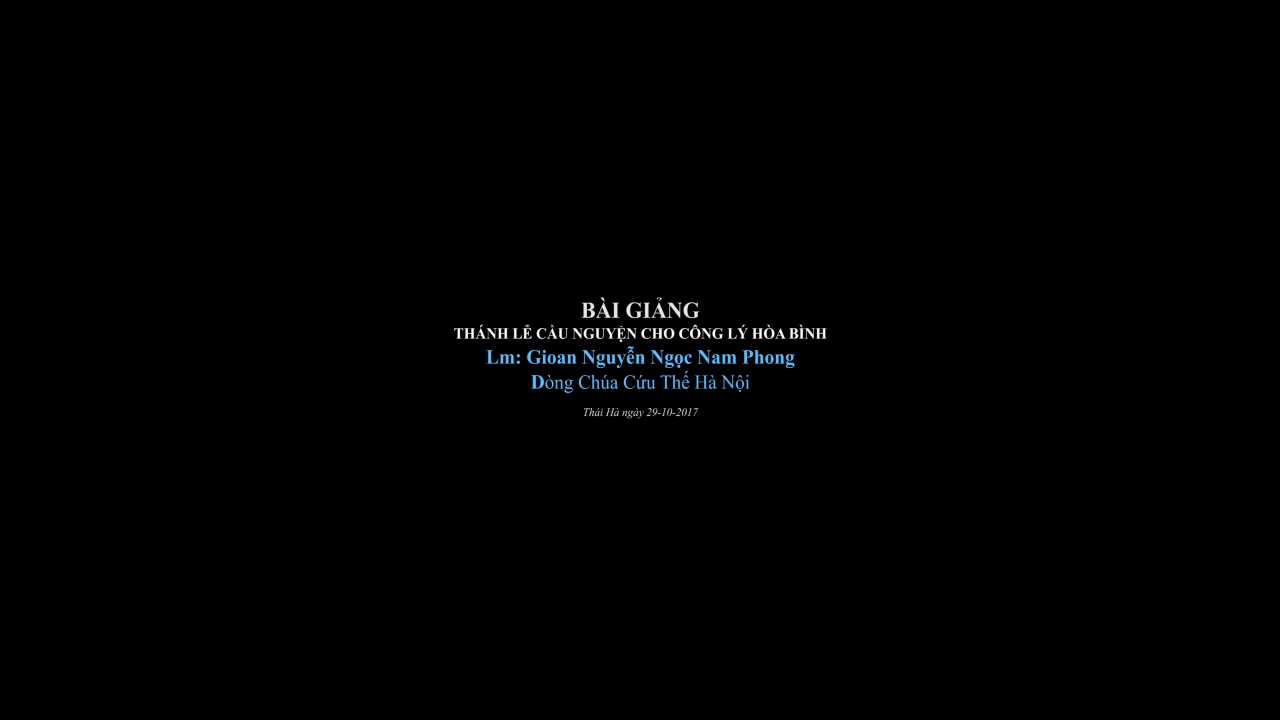 BÀI GIẢNG
THÁNH LỄ CẦU NGUYỆN CHO CÔNG LÝ HÒA BÌNH
Lm: Gioan Nguyễn Ngọc Nam Phong
Dòng Chúa Cứu Thế Hà Nội
Thái Hà ngày 29-10-2017